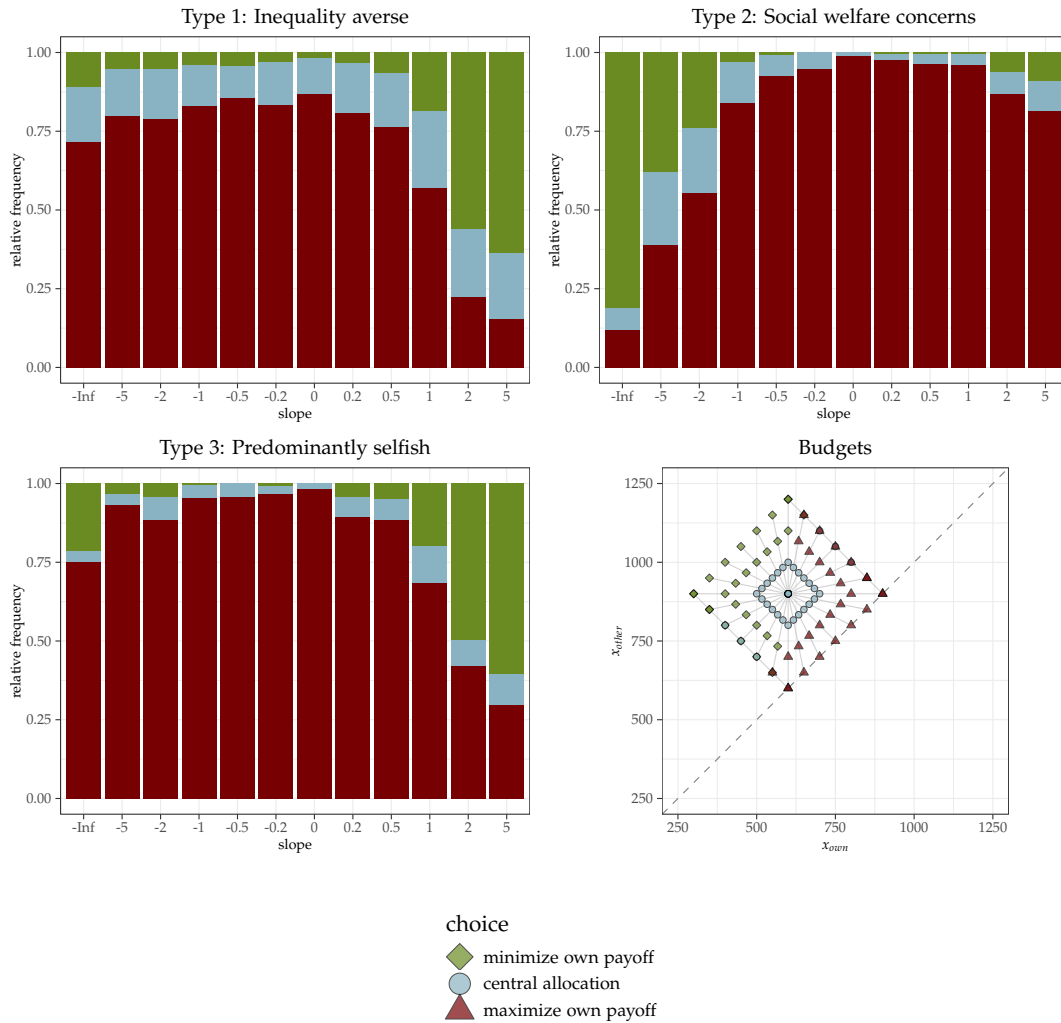 Type 1: Inequality averse
1.00
0.75
0.50
0.25
0.00
relative frequency
-Inf -5 -2 -1 -0.5 -0.2 0 0.2 0.5 1 2 5
slope
Type 2: Social welfare concerns
1.00
0.75
0.50
0.25
0.00
relative frequency
-Inf -5 -2 -1 -0.5 -0.2 0 0.2 0.5 1 2 5
slope
Type 3: Predominantly selfish
1.00
0.75
0.50
0.25
0.00
relative frequency
-Inf -5 -2 -1 -0.5 -0.2 0 0.2 0.5 1 2 5
slope
Budgets
1250
1000
750
500
250
x_other
250 500 750 1000 1250
x_own
choice
minimize own payoff
central allocation
maximize own payoff